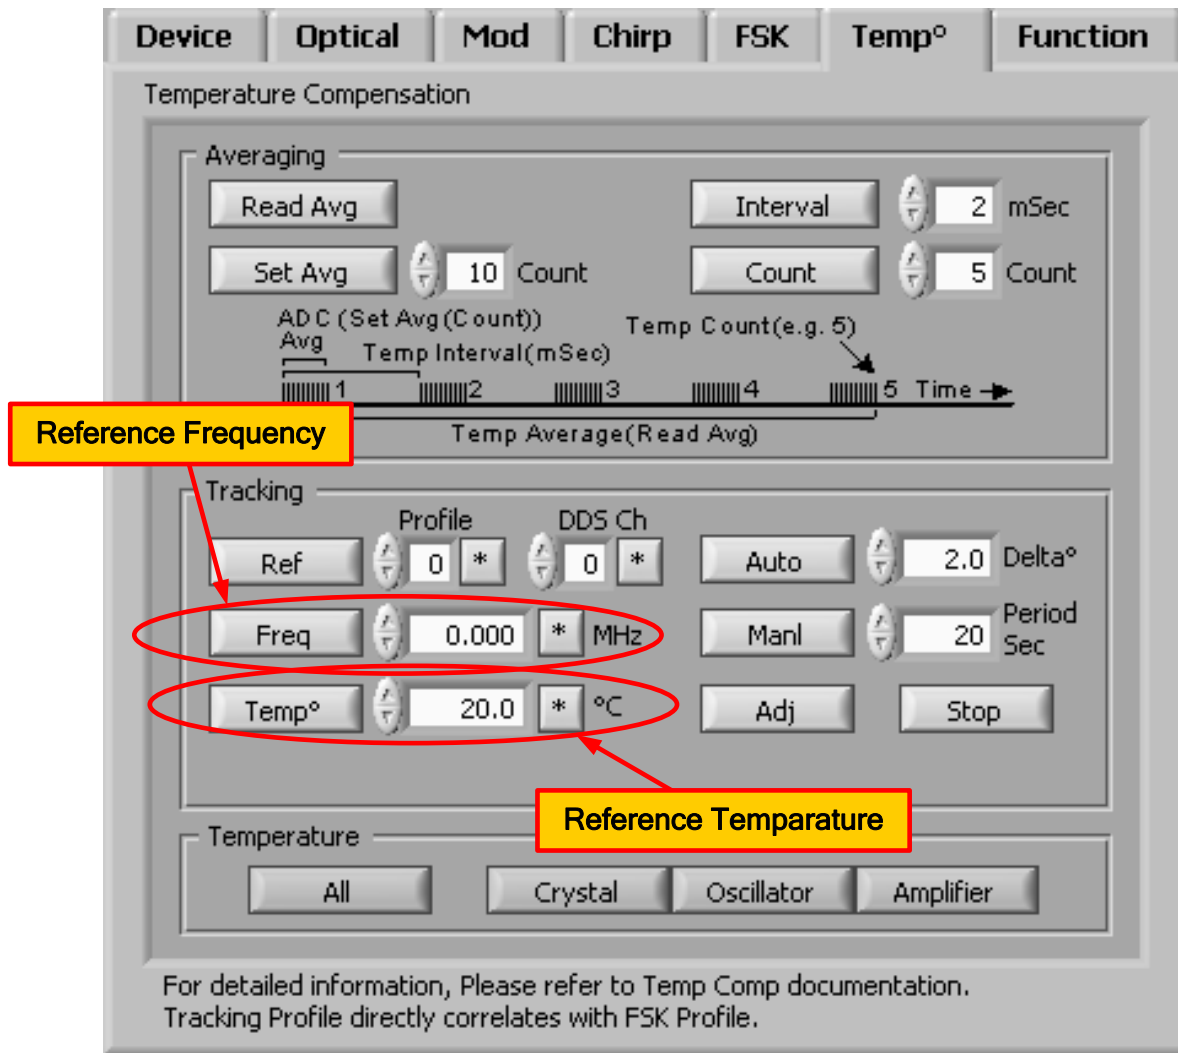 Device Optical Mod Chirp FSK Temp° Function
Temperature Compensation
Averaging
Read Avg Interval 2 mSec
Set Avg 10 Count Count 5 Count
ADC (Set Avg(Count))
Avg Temp Interval(mSec) Temp Count(e.g. 5)
1 2 3 4 5 Time
Temp Average(Read Avg)
Reference Frequency
Tracking
Profile DDS Ch
Ref 0 * 0 * Auto 2.0 Delta°
Freq 0.000 * MHz Manl 20 Period Sec
Temp° 20.0 * °C Adj Stop
Reference Temparature
Temperature
All Crystal Oscillator Amplifier
For detailed information, Please refer to Temp Comp documentation.
Tracking Profile directly correlates with FSK Profile.